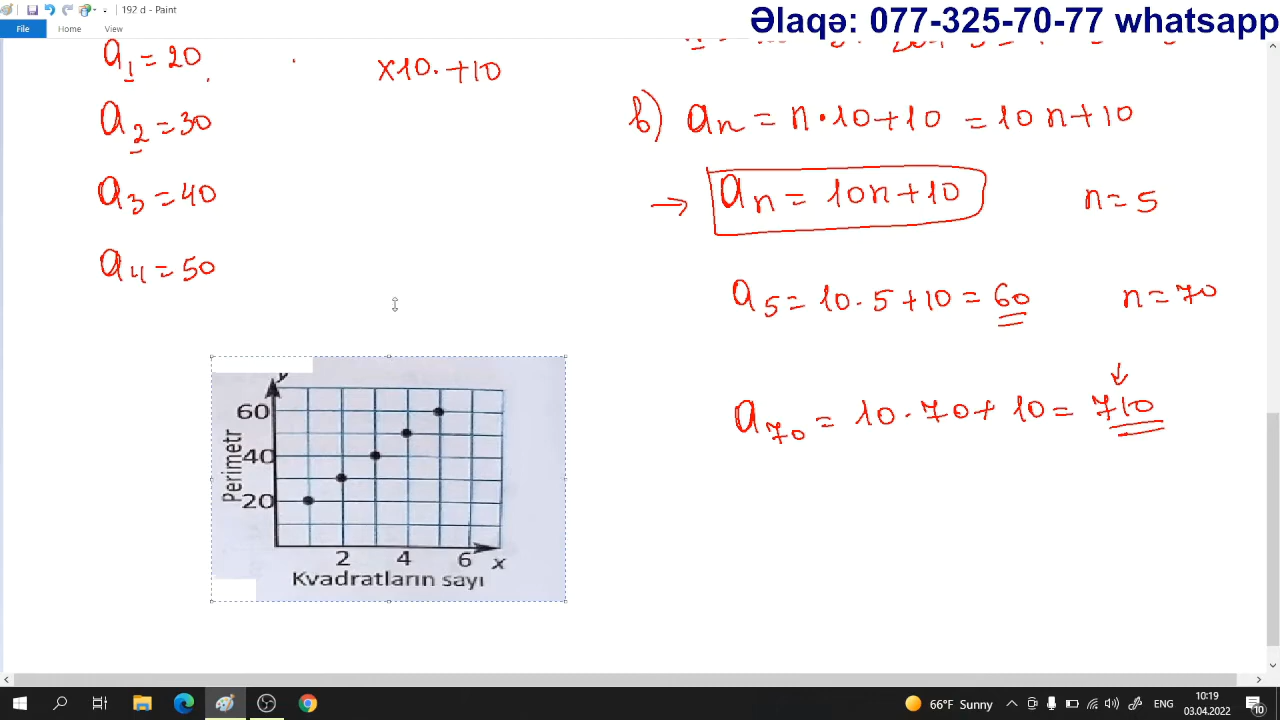 192 d - Paint
Əlaqə: 077-325-70-77 whatsapp
File Home View
a1 = 20
x10. +10
a2 = 30
a3 = 40
a4 = 50
b) an = n·10+10 = 10n+10
→ an = 10n+10
n = 5
a5 = 10·5+10 = 60
n = 70
↓
a70 = 10·70+10 = 710
y
60
40
20
Perimetr
2 4 6 x
Kvadratların sayı
66°F Sunny
ENG
10:19
03.04.2022
10